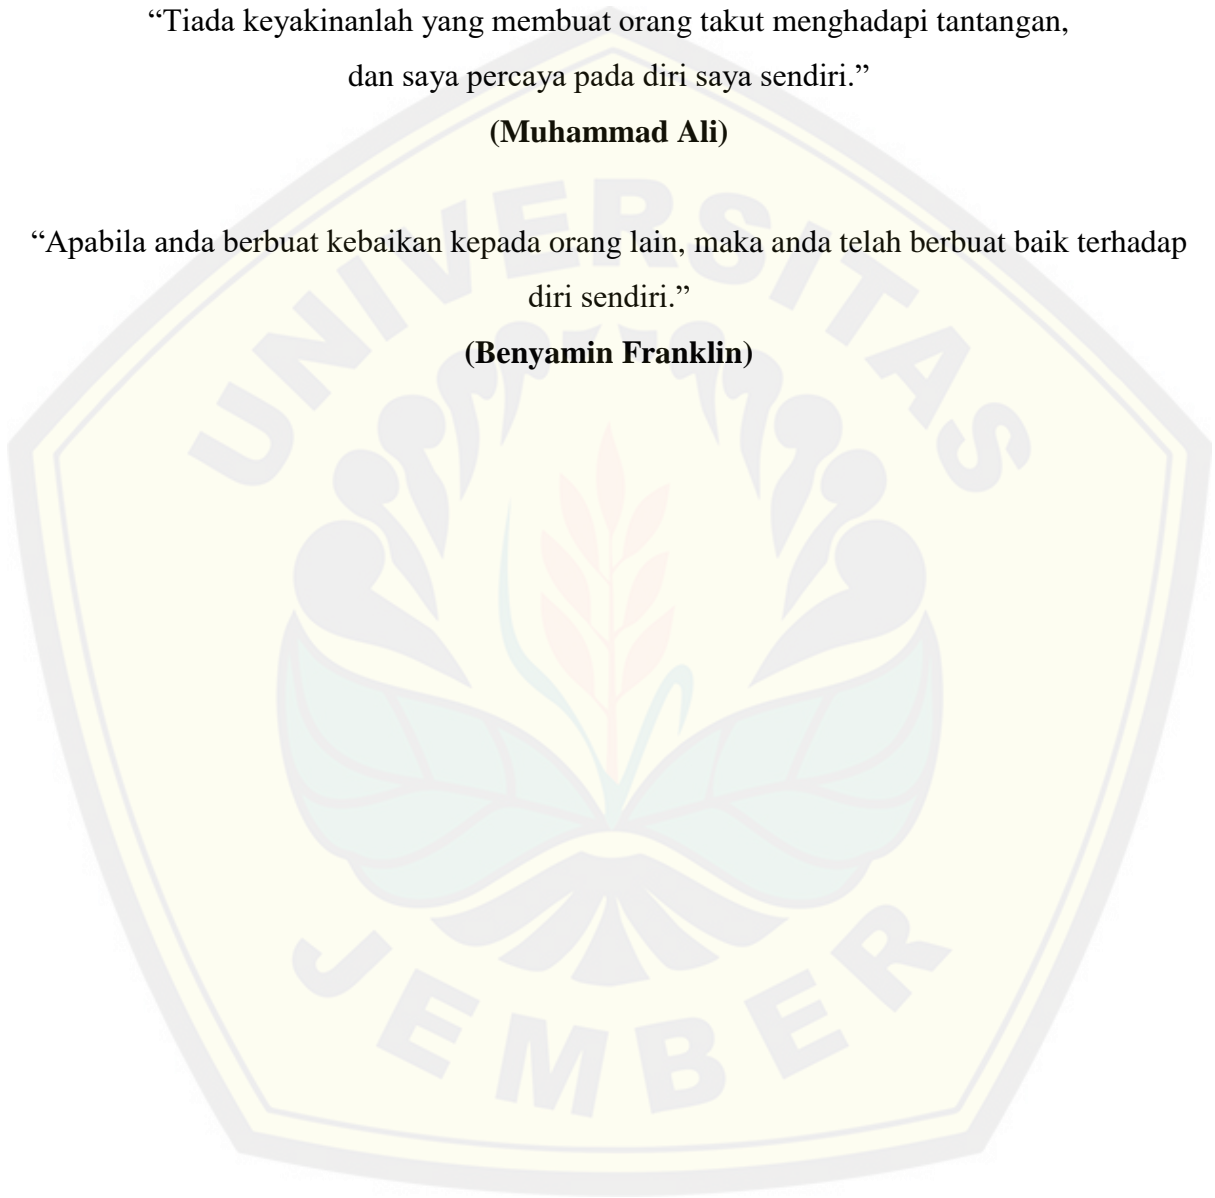 “Tiada keyakinanlah yang membuat orang takut menghadapi tantangan,
dan saya percaya pada diri saya sendiri.”
(Muhammad Ali)
“Apabila anda berbuat kebaikan kepada orang lain, maka anda telah berbuat baik terhadap
diri sendiri.”
(Benyamin Franklin)
UNIVERSITAS
JEMBER